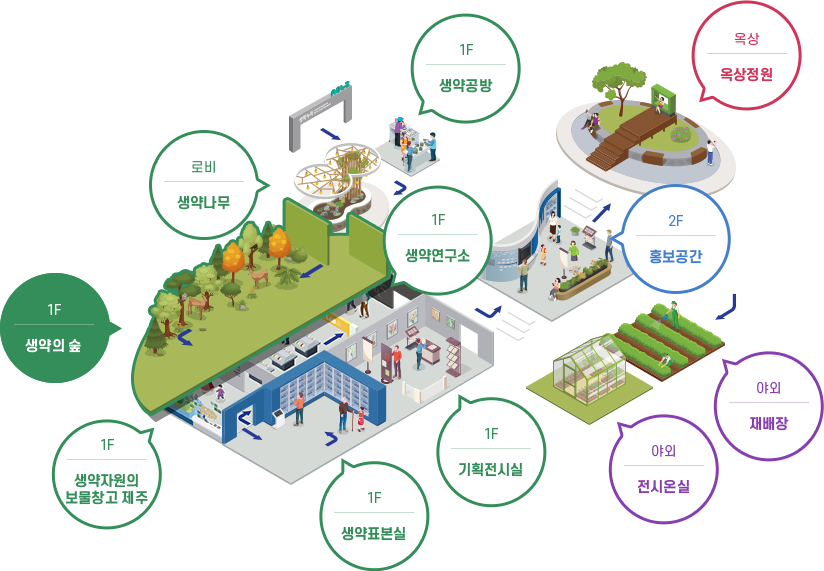 1F
생약공방
옥상
옥상정원
로비
생약나무
1F
생약연구소
2F
홍보공간
1F
생약의 숲
야외
재배장
1F
생약자원의
보물창고 제주
1F
기획전시실
야외
전시온실
1F
생약표본실